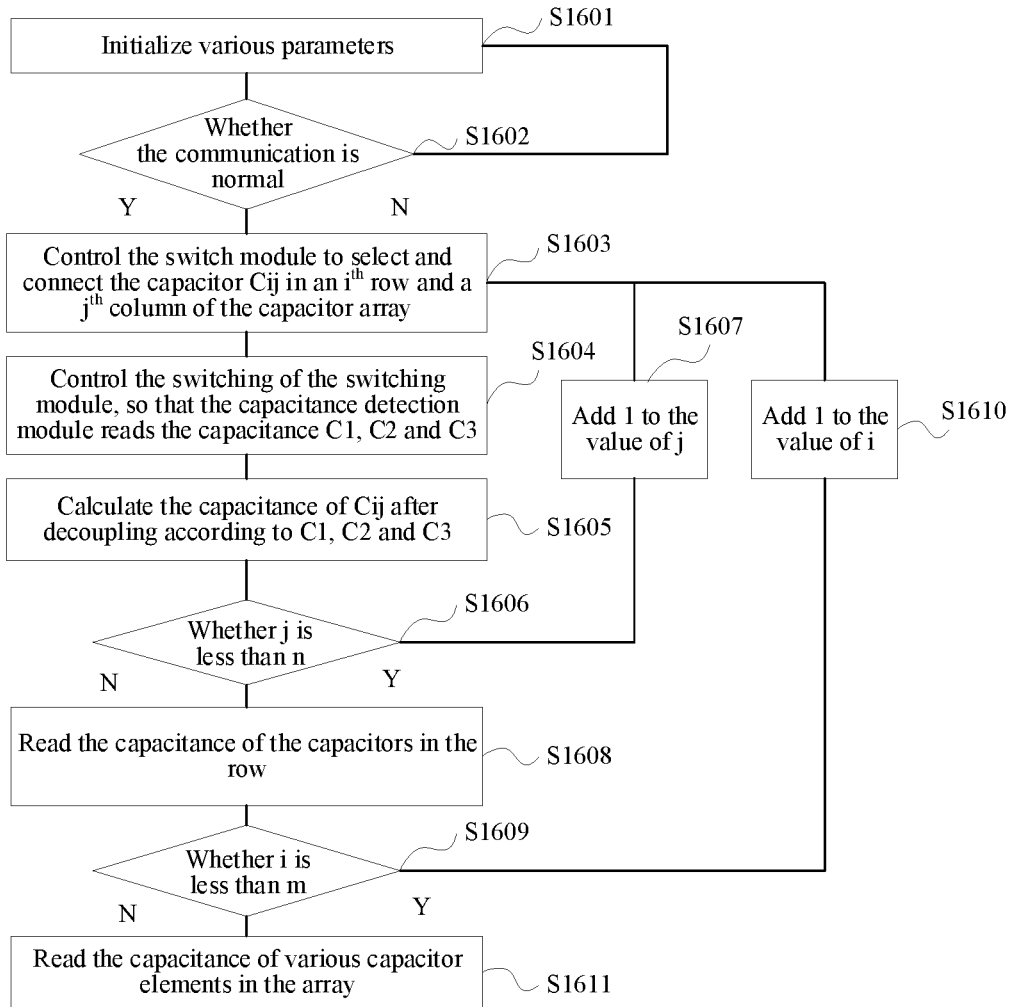 S1601
Initialize various parameters
Whether
the communication is
normal
S1602
Y
N
Control the switch module to select and
connect the capacitor Cij in an iᵗʰ row and a
jᵗʰ column of the capacitor array
S1603
Control the switching of the switching
module, so that the capacitance detection
module reads the capacitance C1, C2 and C3
S1604
S1607
Add 1 to the
value of j
Add 1 to the
value of i
S1610
Calculate the capacitance of Cij after
decoupling according to C1, C2 and C3
S1605
Whether j is
less than n
S1606
N
Y
Read the capacitance of the capacitors in the
row
S1608
Whether i is
less than m
S1609
N
Y
Read the capacitance of various capacitor
elements in the array
S1611